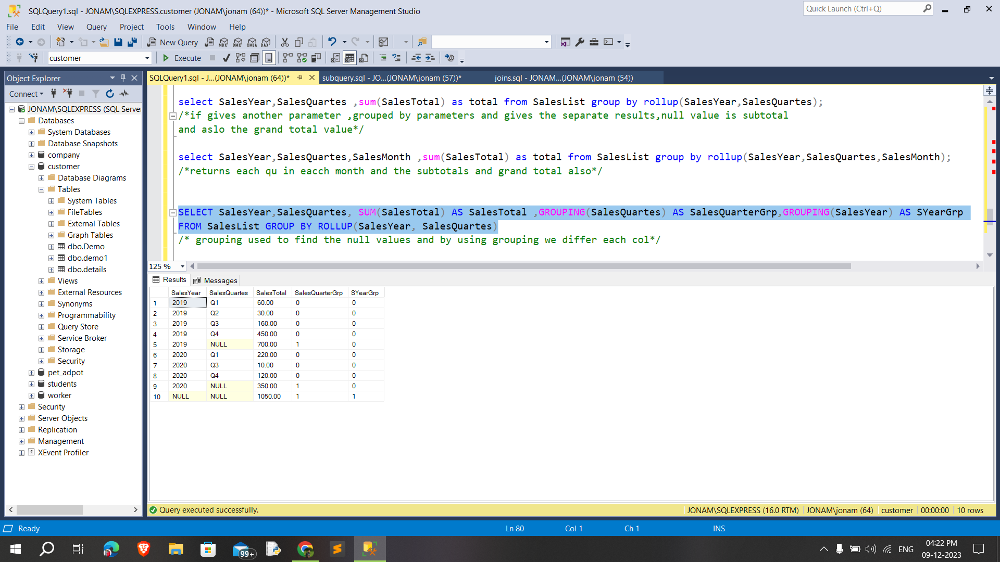 SQLQuery1.sql - JONAM\SQLEXPRESS.customer (JONAM\jonam (64))* - Microsoft SQL Server Management Studio
Quick Launch (Ctrl+Q)
File Edit View Query Project Tools Window Help
New Query MDX DMX XMLA DAX
customer Execute
Object Explorer
Connect
JONAM\SQLEXPRESS (SQL Server
Databases
System Databases
Database Snapshots
company
customer
Database Diagrams
Tables
System Tables
FileTables
External Tables
Graph Tables
dbo.Demo
dbo.demo1
dbo.details
Views
External Resources
Synonyms
Programmability
Query Store
Service Broker
Storage
Security
pet_adpot
students
worker
Security
Server Objects
Replication
Management
XEvent Profiler
SQLQuery1.sql - J...(JONAM\jonam (64))* subquery.sql - JO...(JONAM\jonam (57))* joins.sql - JONAM...(JONAM\jonam (54))
select SalesYear,SalesQuartes ,sum(SalesTotal) as total from SalesList group by rollup(SalesYear,SalesQuartes);
/*if gives another parameter ,grouped by parameters and gives the separate results,null value is subtotal
and aslo the grand total value*/
select SalesYear,SalesQuartes,SalesMonth ,sum(SalesTotal) as total from SalesList group by rollup(SalesYear,SalesQuartes,SalesMonth);
/*returns each qu in eacch month and the subtotals and grand total also*/
SELECT SalesYear,SalesQuartes, SUM(SalesTotal) AS SalesTotal ,GROUPING(SalesQuartes) AS SalesQuarterGrp,GROUPING(SalesYear) AS SYearGrp
FROM SalesList GROUP BY ROLLUP(SalesYear, SalesQuartes)
/* grouping used to find the null values and by using grouping we differ each col*/
125 %
Results Messages
SalesYear SalesQuartes SalesTotal SalesQuarterGrp SYearGrp
1 2019 Q1 60.00 0 0
2 2019 Q2 30.00 0 0
3 2019 Q3 160.00 0 0
4 2019 Q4 450.00 0 0
5 2019 NULL 700.00 1 0
6 2020 Q1 220.00 0 0
7 2020 Q3 10.00 0 0
8 2020 Q4 120.00 0 0
9 2020 NULL 350.00 1 0
10 NULL NULL 1050.00 1 1
Query executed successfully. JONAM\SQLEXPRESS (16.0 RTM) JONAM\jonam (64) customer 00:00:00 10 rows
Ready Ln 80 Col 1 Ch 1 INS
99+ ENG 04:22 PM
09-12-2023